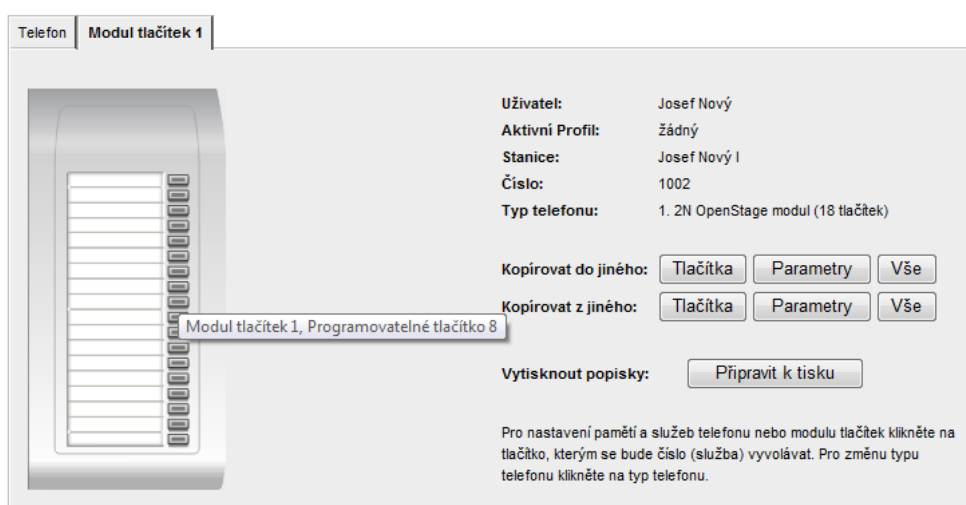 Telefon
Modul tlačítek 1
Uživatel: Josef Nový
Aktivní Profil: žádný
Stanice: Josef Nový I
Číslo: 1002
Typ telefonu: 1. 2N OpenStage modul (18 tlačítek)
Kopírovat do jiného: Tlačítka Parametry Vše
Kopírovat z jiného: Tlačítka Parametry Vše
Modul tlačítek 1, Programovatelné tlačítko 8
Vytisknout popisky: Připravit k tisku
Pro nastavení pamětí a služeb telefonu nebo modulu tlačítek klikněte na
tlačítko, kterým se bude číslo (služba) vyvolávat. Pro změnu typu
telefonu klikněte na typ telefonu.